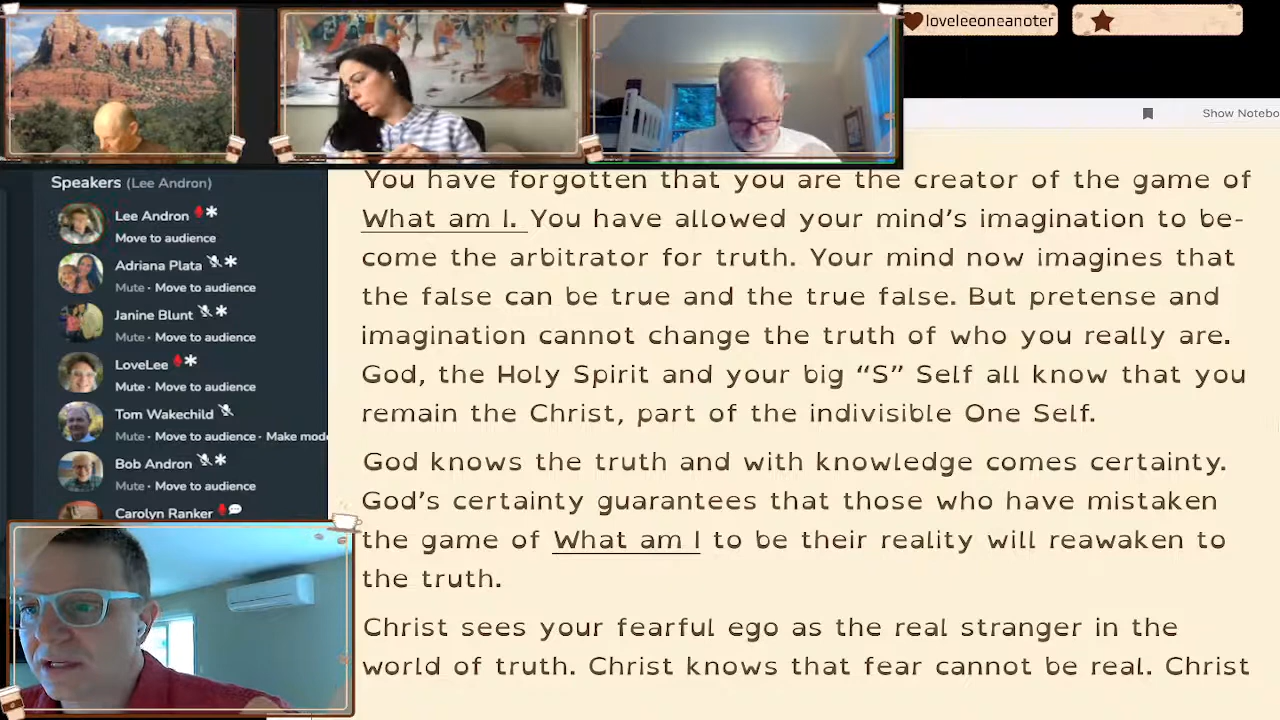 loveleeoneanoter
Show Notebo
Speakers (Lee Andron)
Lee Andron
Move to audience
Adriana Plata
Mute · Move to audience
Janine Blunt
Mute · Move to audience
LoveLee
Mute · Move to audience
Tom Wakechild
Mute · Move to audience · Make mode
Bob Andron
Mute · Move to audience
Carolyn Ranker
You have forgotten that you are the creator of the game of
What am I. You have allowed your mind's imagination to be-
come the arbitrator for truth. Your mind now imagines that
the false can be true and the true false. But pretense and
imagination cannot change the truth of who you really are.
God, the Holy Spirit and your big “S” Self all know that you
remain the Christ, part of the indivisible One Self.
God knows the truth and with knowledge comes certainty.
God's certainty guarantees that those who have mistaken
the game of What am I to be their reality will reawaken to
the truth.
Christ sees your fearful ego as the real stranger in the
world of truth. Christ knows that fear cannot be real. Christ